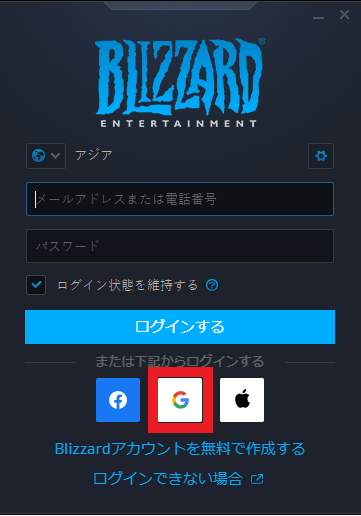 BLIZZARD
ENTERTAINMENT
アジア
メールアドレスまたは電話番号
パスワード
ログイン状態を維持する
ログインする
または下記からログインする
Blizzardアカウントを無料で作成する
ログインできない場合